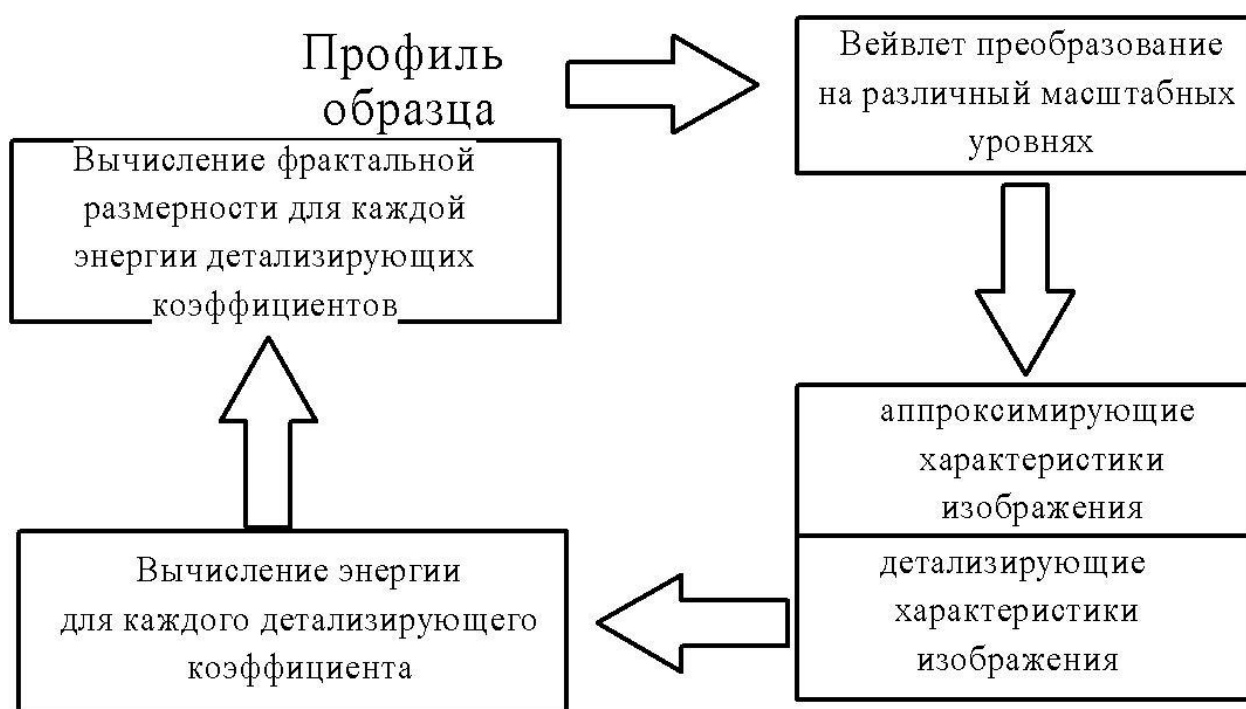 Профиль
образца
Вейвлет преобразование
на различный масштабных
уровнях
аппроксимирующие
характеристики
изображения
детализирующие
характеристики
изображения
Вычисление энергии
для каждого детализирующего
коэффициента
Вычисление фрактальной
размерности для каждой
энергии детализирующих
коэффициентов